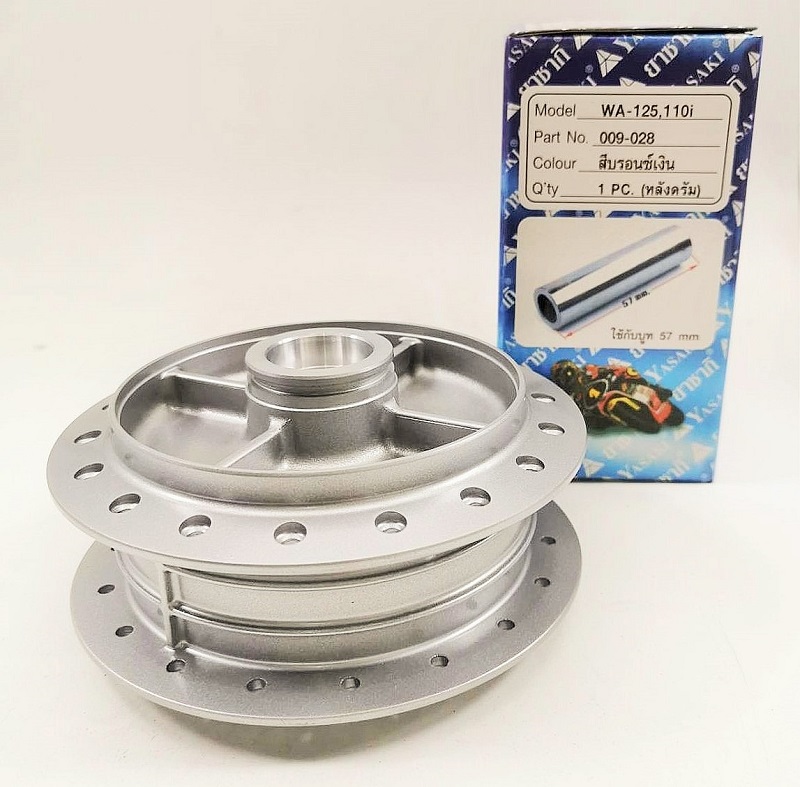 YASAKI ยาซากิ YASAKI
Model WA-125,110i
Part No. 009-028
Colour สีบรอนซ์เงิน
Q'ty 1 PC. (หลังดรัม)
57 mm.
ใช้กับบูท 57 mm
YASAKI ยาซากิ
YASAKI